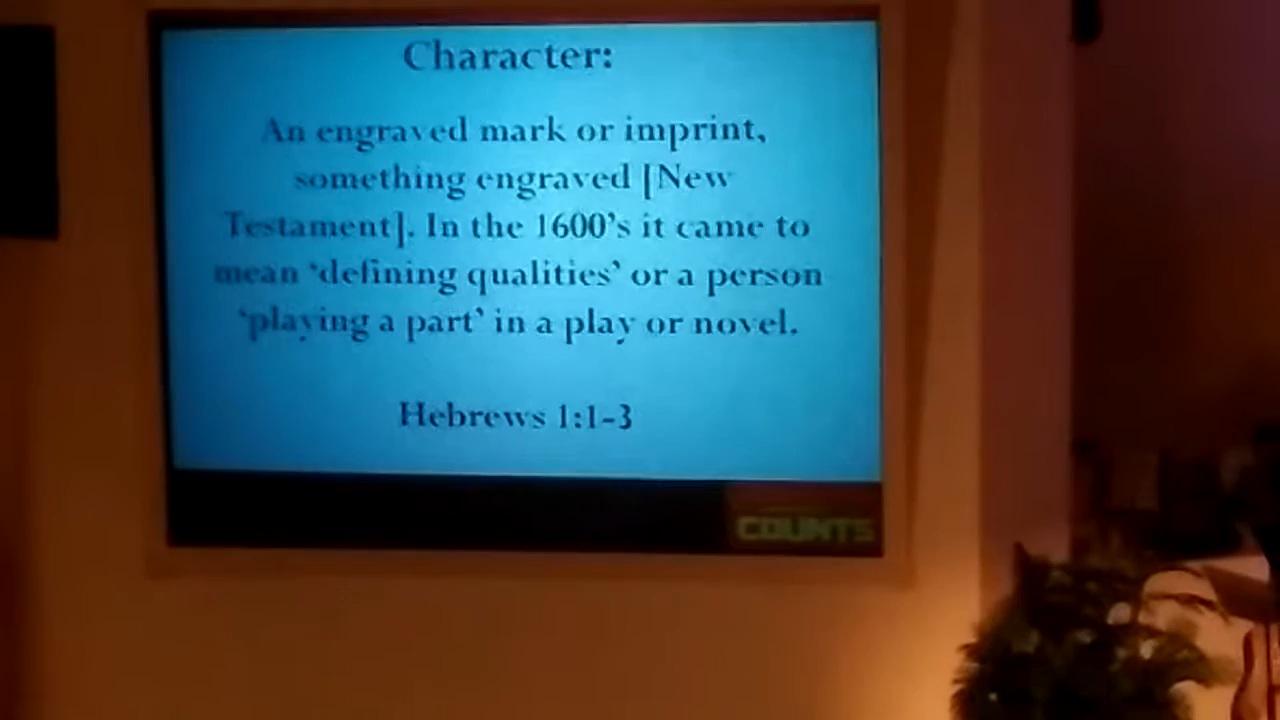 Character:
An engraved mark or imprint,
something engraved [New
Testament]. In the 1600's it came to
mean 'defining qualities' or a person
'playing a part' in a play or novel.
Hebrews 1:1-3
COUNTS